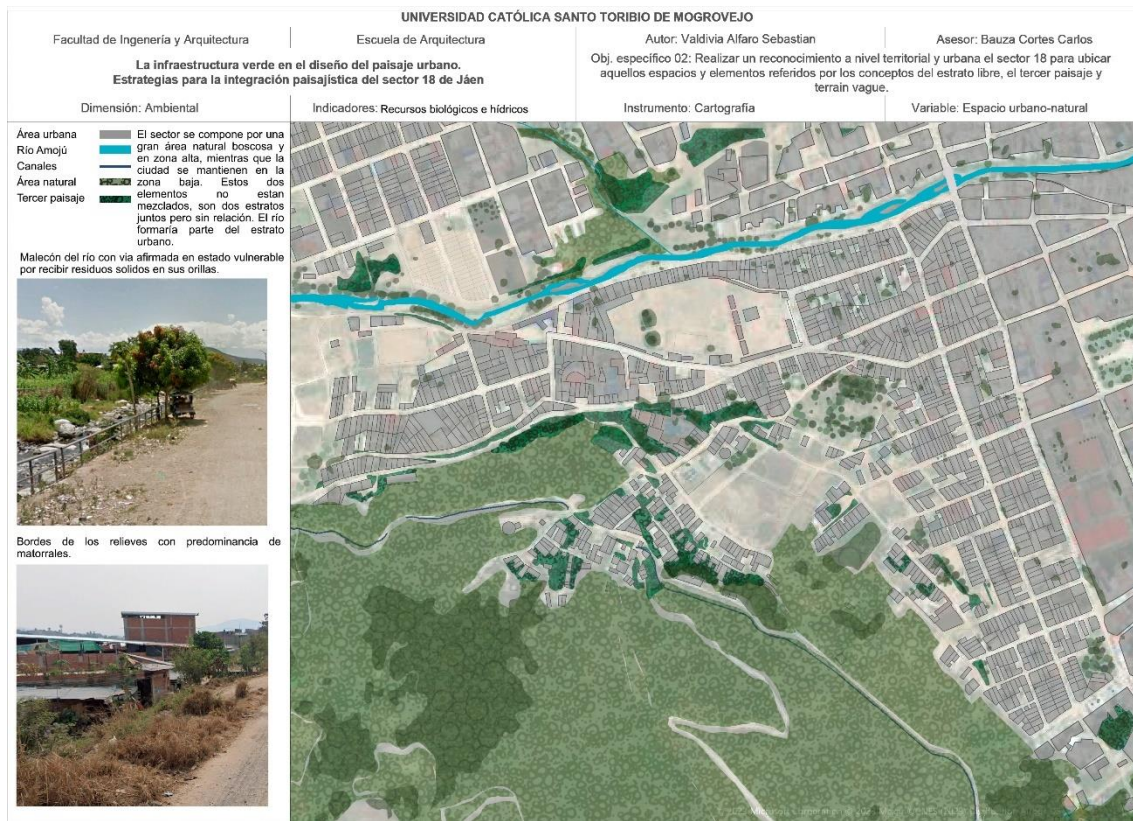 UNIVERSIDAD CATÓLICA SANTO TORIBIO DE MOGROVEJO
Facultad de Ingenería y Arquitectura
Escuela de Arquitectura
Autor: Valdivia Alfaro Sebastian
Asesor: Bauza Cortes Carlos
La infraestructura verde en el diseño del paisaje urbano.
Estrategias para la integración paisajística del sector 18 de Jáen
Obj. específico 02: Realizar un reconocimiento a nivel territorial y urbana el sector 18 para ubicar
aquellos espacios y elementos referidos por los conceptos del estrato libre, el tercer paisaje y
terrain vague.
Dimensión: Ambiental
Indicadores: Recursos biológicos e hídricos
Instrumento: Cartografía
Variable: Espacio urbano-natural
Área urbana
Río Amojú
Canales
Área natural
Tercer paisaje
El sector se compone por una
gran área natural boscosa y
en zona alta, mientras que la
ciudad se mantienen en la
zona baja. Estos dos
elementos no estan
mezclados, son dos estratos
juntos pero sin relación. El río
formaría parte del estrato
urbano.
Malecón del río con via afirmada en estado vulnerable
por recibir residuos solidos en sus orillas.
Bordes de los relieves con predominancia de
matorrales.